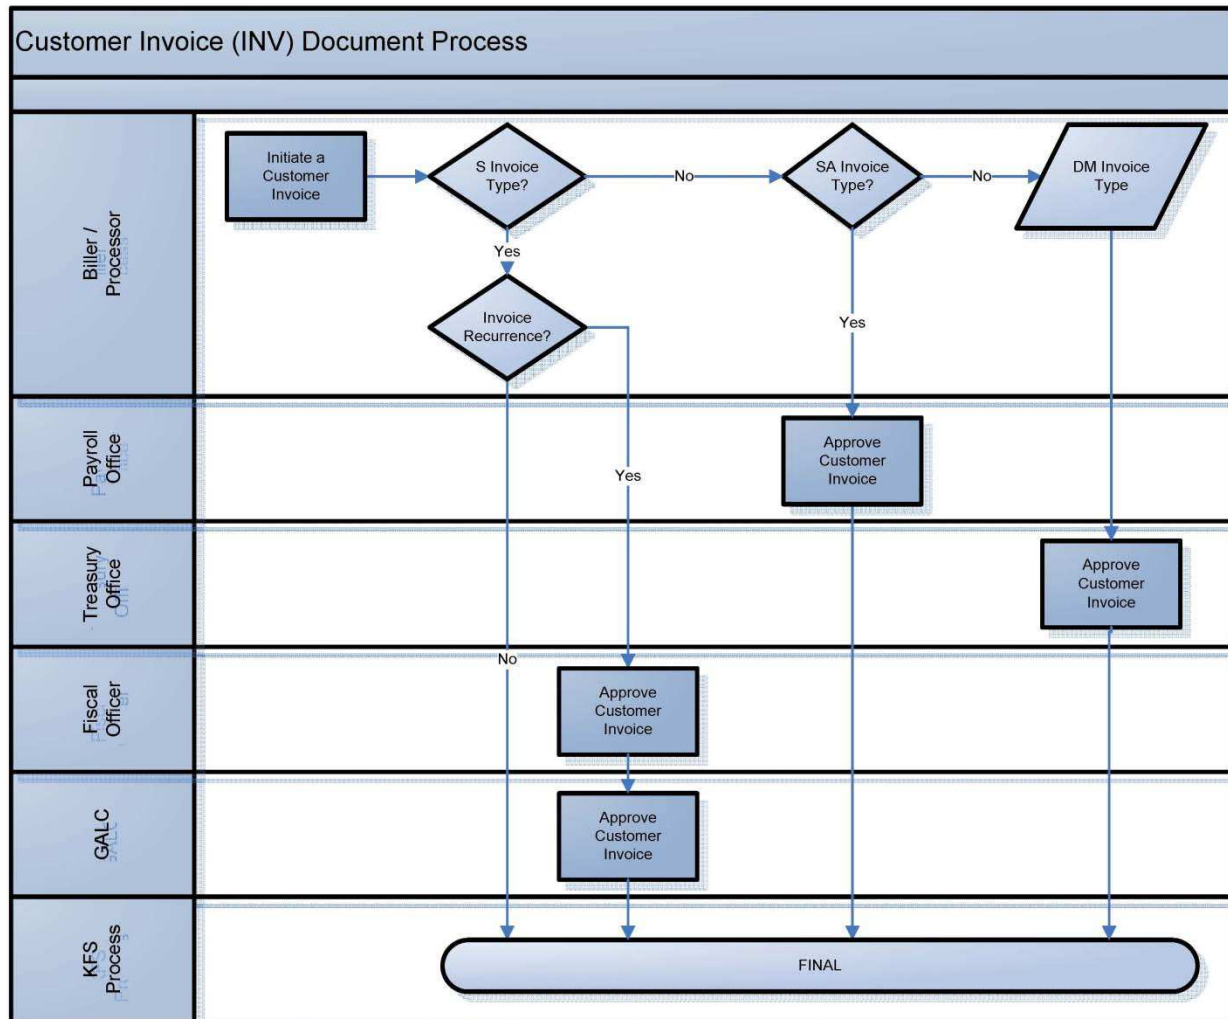 Customer Invoice (INV) Document Process
Biller /
Processor
Initiate a
Customer
Invoice
S Invoice
Type?
No
SA Invoice
Type?
No
DM Invoice
Type
Yes
Invoice
Recurrence?
Yes
Payroll
Office
Approve
Customer
Invoice
Yes
Treasury
Office
Approve
Customer
Invoice
Fiscal
Officer
No
Approve
Customer
Invoice
GALC
Approve
Customer
Invoice
KFS
Process
FINAL